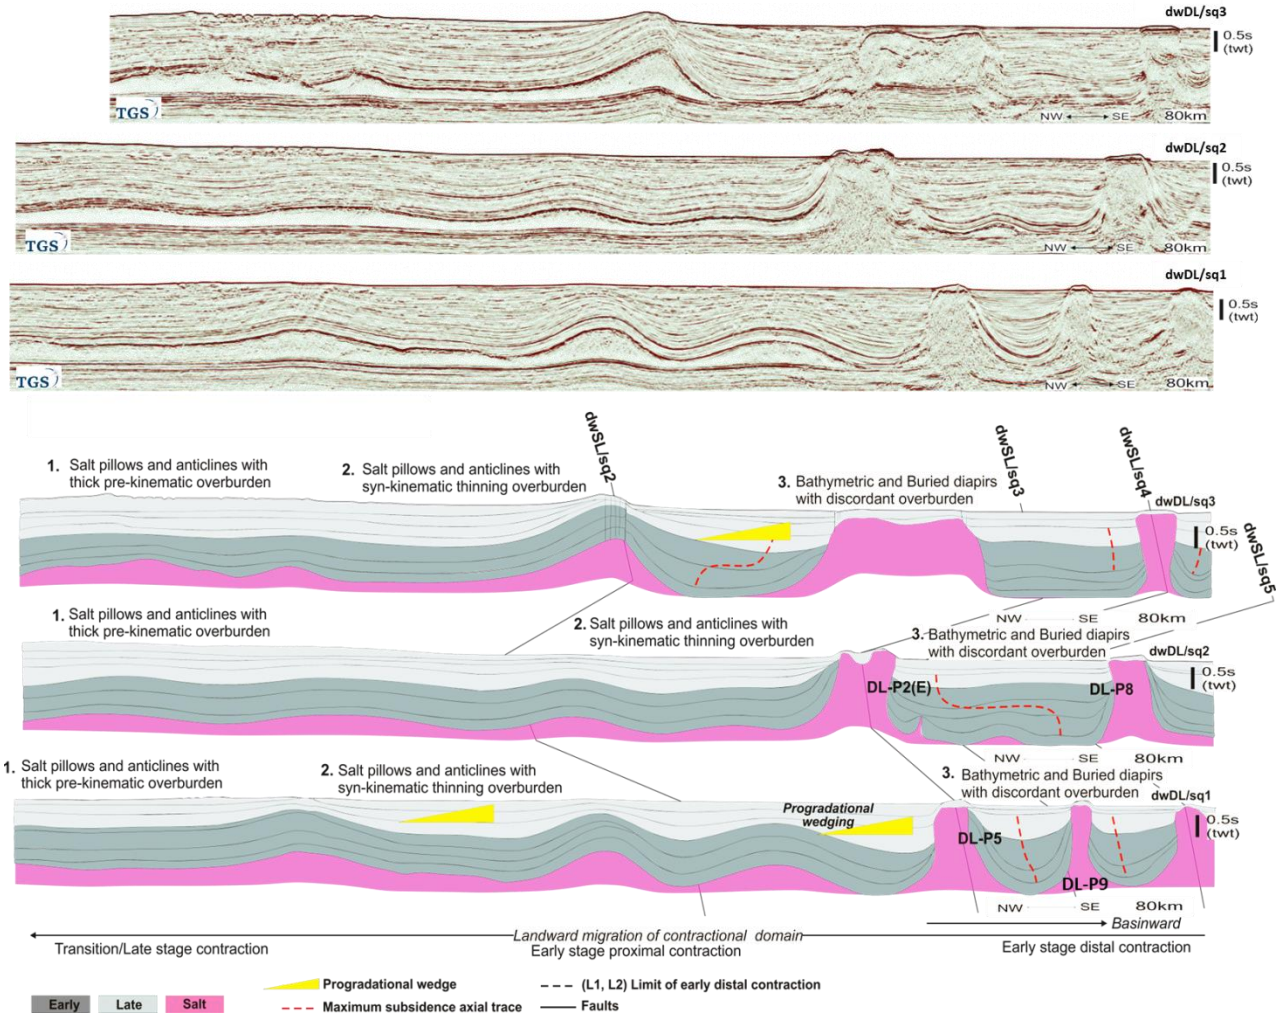 dwDL/sq3
0.5s
(twt)
TGS
NW SE 80km
dwDL/sq2
0.5s
(twt)
TGS
NW SE 80km
dwDL/sq1
0.5s
(twt)
TGS
NW SE 80km
dwSL/sq2
dwSL/sq3
dwSL/sq4
1. Salt pillows and anticlines with
thick pre-kinematic overburden
2. Salt pillows and anticlines with
syn-kinematic thinning overburden
3. Bathymetric and Buried diapirs
with discordant overburden
dwDL/sq3
0.5s
(twt)
dwSL/sq5
NW SE 80km
1. Salt pillows and anticlines with
thick pre-kinematic overburden
2. Salt pillows and anticlines with
syn-kinematic thinning overburden
3. Bathymetric and Buried diapirs
with discordant overburden
dwDL/sq2
0.5s
(twt)
DL-P2(E)
DL-P8
NW SE 80km
1. Salt pillows and anticlines with
thick pre-kinematic overburden
2. Salt pillows and anticlines with
syn-kinematic thinning overburden
3. Bathymetric and Buried diapirs
with discordant overburden
dwDL/sq1
0.5s
(twt)
Progradational
wedging
DL-P5
DL-P9
NW SE 80km
Basinward
Landward migration of contractional domain
Transition/Late stage contraction
Early stage proximal contraction
Early stage distal contraction
Early Late Salt
Progradational wedge
Maximum subsidence axial trace
(L1, L2) Limit of early distal contraction
Faults